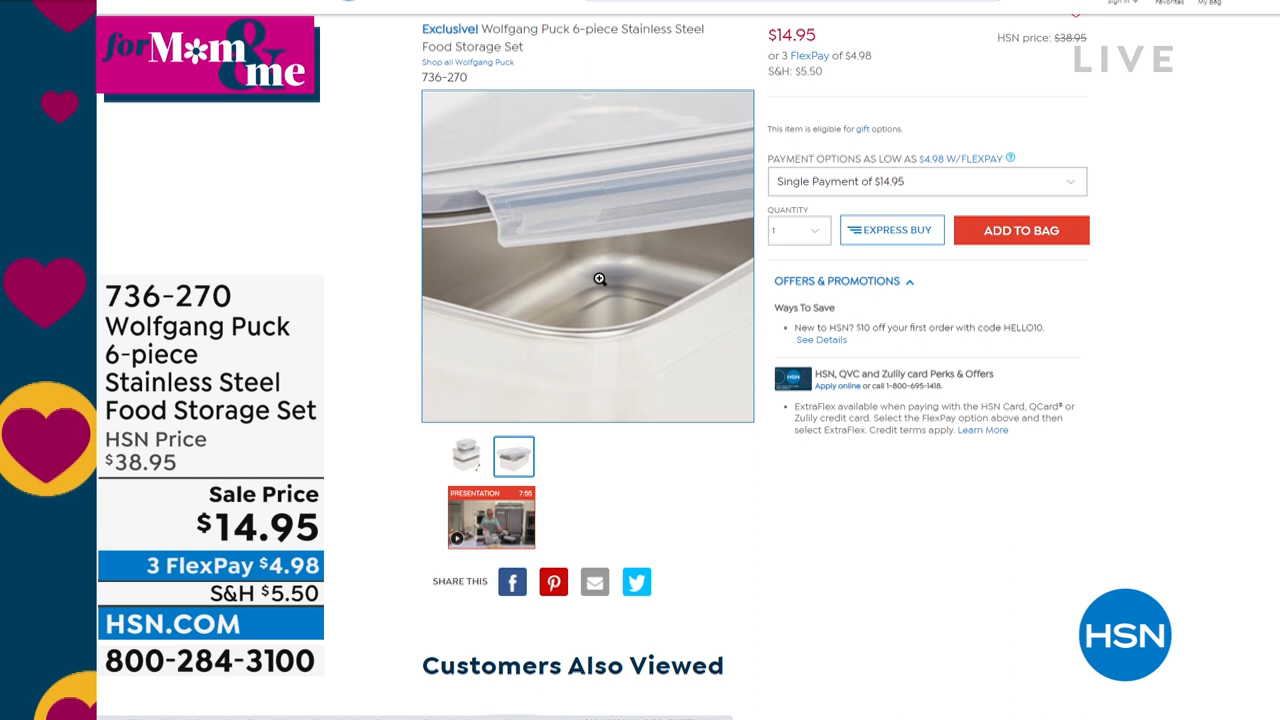 Sign in
Favorites
My Bag
for Mom
& me
Exclusive! Wolfgang Puck 6-piece Stainless Steel
Food Storage Set
Shop all Wolfgang Puck
736-270
$14.95
or 3 FlexPay of $4.98
S&H: $5.50
HSN price: $38.95
LIVE
This item is eligible for gift options.
PAYMENT OPTIONS AS LOW AS $4.98 W/FLEXPAY ?
Single Payment of $14.95
QUANTITY
1
EXPRESS BUY
ADD TO BAG
OFFERS & PROMOTIONS
Ways To Save
• New to HSN? $10 off your first order with code HELLO10.
See Details
HSN
HSN, QVC and Zulily card Perks & Offers
Apply online or call 1-800-695-1418.
• ExtraFlex available when paying with the HSN Card, QCard® or
Zulily credit card. Select the FlexPay option above and then
select ExtraFlex. Credit terms apply. Learn More
736-270
Wolfgang Puck
6-piece
Stainless Steel
Food Storage Set
HSN Price
$38.95
Sale Price
$14.95
3 FlexPay $4.98
S&H $5.50
HSN.COM
800-284-3100
PRESENTATION 7:55
SHARE THIS
HSN
Customers Also Viewed